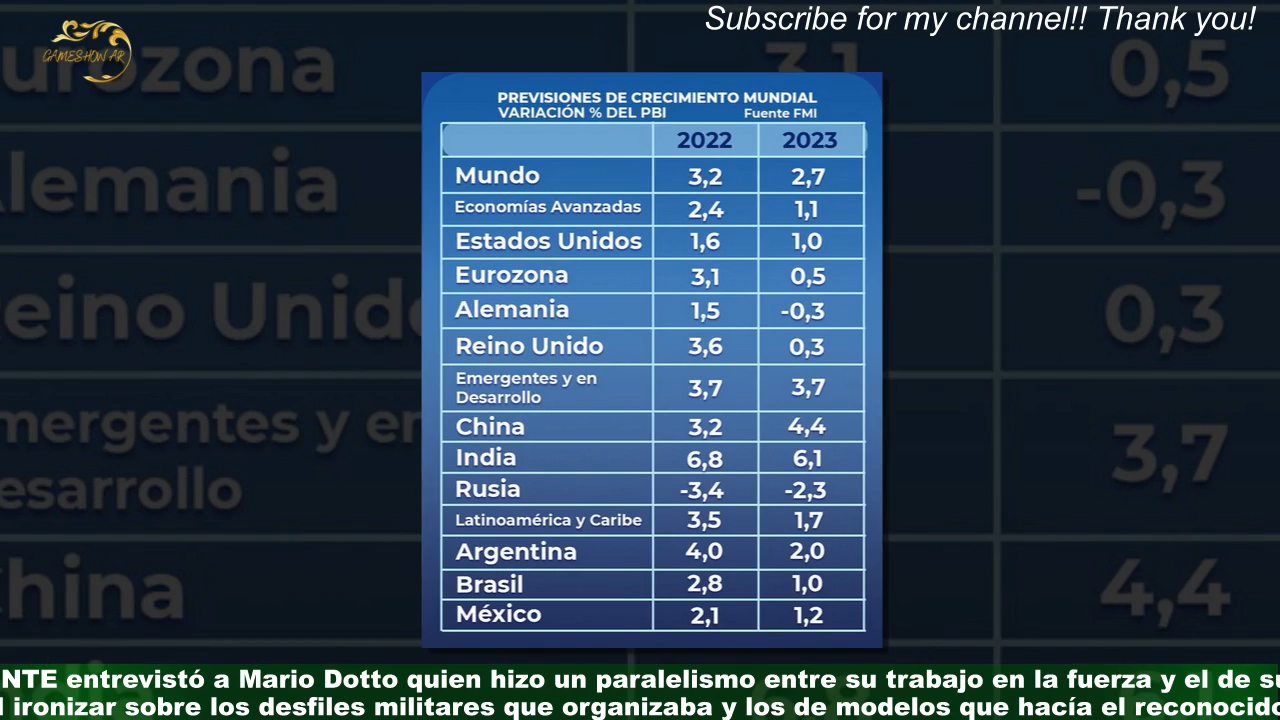 Subscribe for my channel!! Thank you!
GAMESHOW AR
PREVISIONES DE CRECIMIENTO MUNDIAL
VARIACIÓN % DEL PBI Fuente FMI
2022 2023
Mundo 3,2 2,7
Economías Avanzadas 2,4 1,1
Estados Unidos 1,6 1,0
Eurozona 3,1 0,5
Alemania 1,5 -0,3
Reino Unido 3,6 0,3
Emergentes y en
Desarrollo 3,7 3,7
China 3,2 4,4
India 6,8 6,1
Rusia -3,4 -2,3
Latinoamérica y Caribe 3,5 1,7
Argentina 4,0 2,0
Brasil 2,8 1,0
México 2,1 1,2
NTE entrevistó a Mario Dotto quien hizo un paralelismo entre su trabajo en la fuerza y el de su
l ironizar sobre los desfiles militares que organizaba y los de modelos que hacía el reconocido